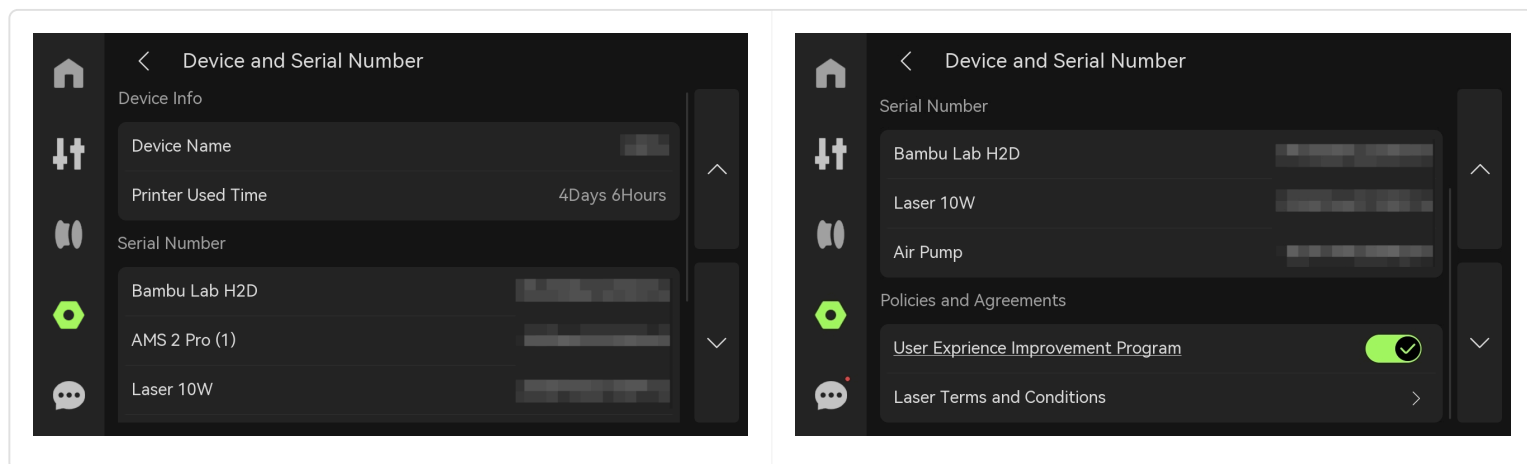 Device and Serial Number
Device Info
Device Name
Printer Used Time 4Days 6Hours
Serial Number
Bambu Lab H2D
AMS 2 Pro (1)
Laser 10W
Device and Serial Number
Serial Number
Bambu Lab H2D
Laser 10W
Air Pump
Policies and Agreements
User Exprience Improvement Program
Laser Terms and Conditions